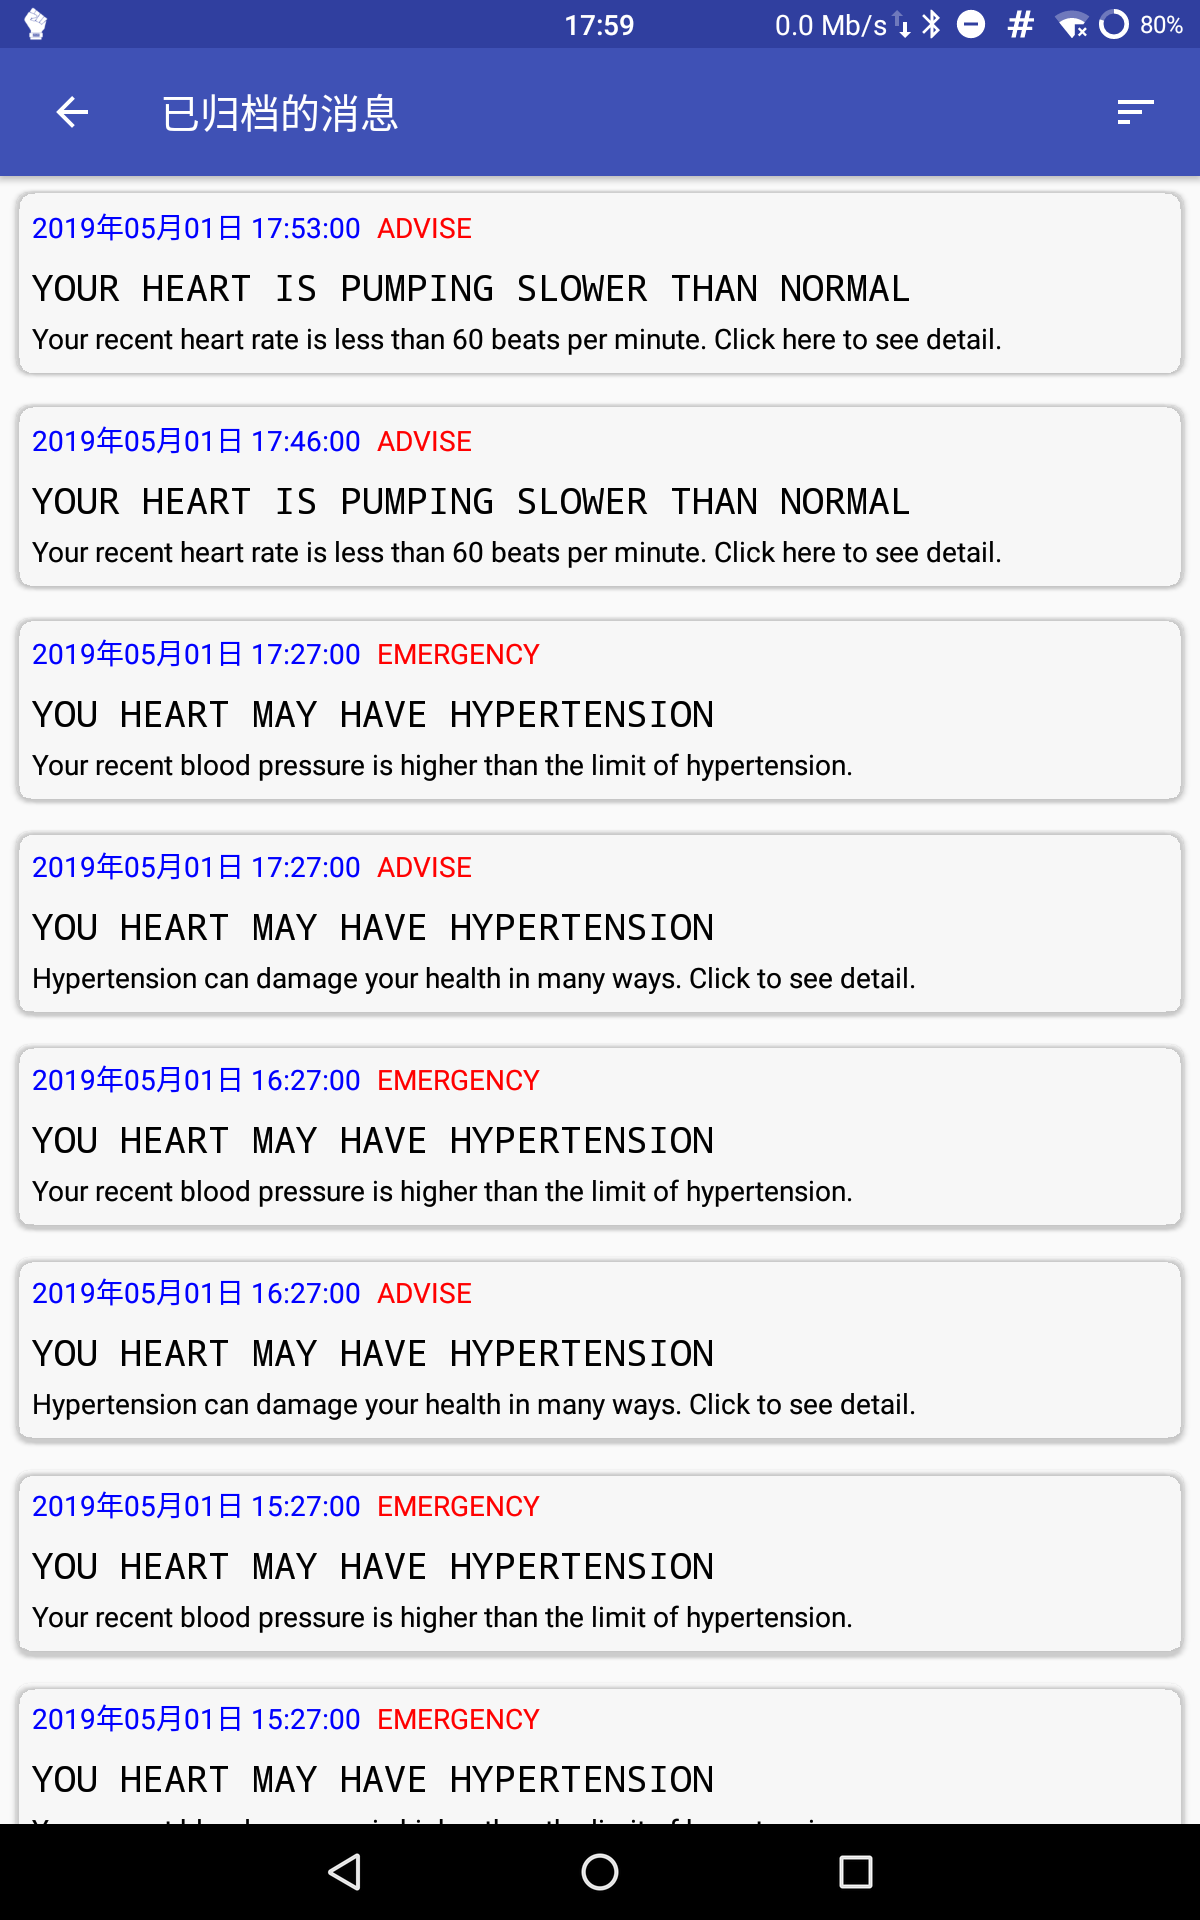 17:59 0.0 Mb/s 80%
已归档的消息
2019年05月01日 17:53:00 ADVISE
YOUR HEART IS PUMPING SLOWER THAN NORMAL
Your recent heart rate is less than 60 beats per minute. Click here to see detail.
2019年05月01日 17:46:00 ADVISE
YOUR HEART IS PUMPING SLOWER THAN NORMAL
Your recent heart rate is less than 60 beats per minute. Click here to see detail.
2019年05月01日 17:27:00 EMERGENCY
YOU HEART MAY HAVE HYPERTENSION
Your recent blood pressure is higher than the limit of hypertension.
2019年05月01日 17:27:00 ADVISE
YOU HEART MAY HAVE HYPERTENSION
Hypertension can damage your health in many ways. Click to see detail.
2019年05月01日 16:27:00 EMERGENCY
YOU HEART MAY HAVE HYPERTENSION
Your recent blood pressure is higher than the limit of hypertension.
2019年05月01日 16:27:00 ADVISE
YOU HEART MAY HAVE HYPERTENSION
Hypertension can damage your health in many ways. Click to see detail.
2019年05月01日 15:27:00 EMERGENCY
YOU HEART MAY HAVE HYPERTENSION
Your recent blood pressure is higher than the limit of hypertension.
2019年05月01日 15:27:00 EMERGENCY
YOU HEART MAY HAVE HYPERTENSION